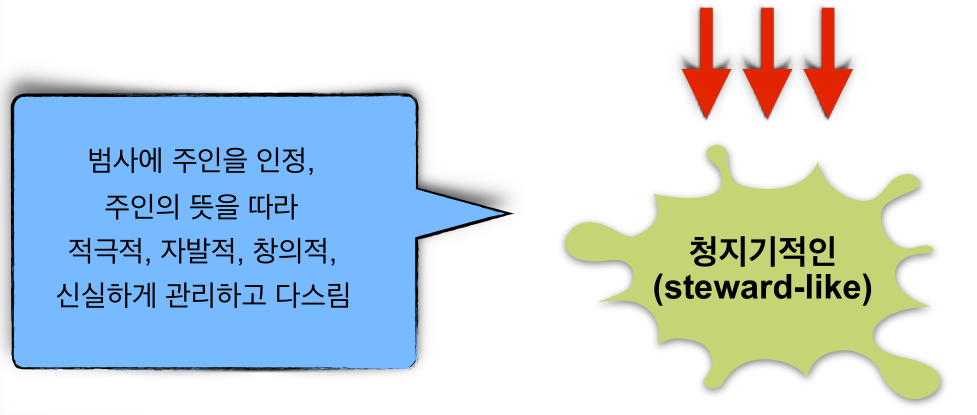 범사에 주인을 인정,
주인의 뜻을 따라
적극적, 자발적, 창의적,
신실하게 관리하고 다스림
청지기적인
(steward-like)